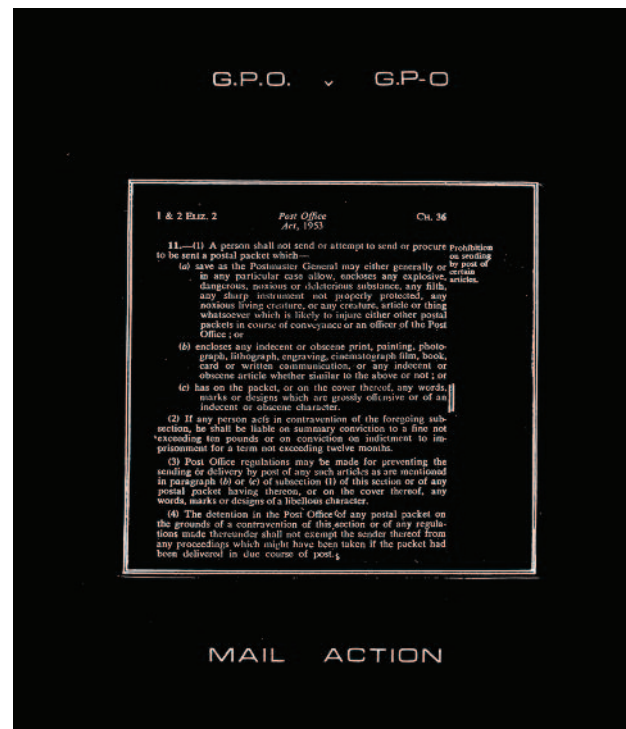 G.P.O. v G.P-O
1 & 2 ELIZ. 2 Post Office CH. 36
Act, 1953
11.—(1) A person shall not send or attempt to send or procure
to be sent a postal packet which—
(a) save as the Postmaster General may either generally or
in any particular case allow, encloses any explosive,
dangerous, noxious or deleterious substance, any filth,
any sharp instrument not properly protected, any
noxious living creature, or any creature, article or thing
whatsoever which is likely to injure either other postal
packets in course of conveyance or an officer of the Post
Office ; or
(b) encloses any indecent or obscene print, painting, photo-
graph, lithograph, engraving, cinematograph film, book,
card or written communication, or any indecent or
obscene article whether similar to the above or not ; or
(c) has on the packet, or on the cover thereof, any words,
marks or designs which are grossly offensive or of an
indecent or obscene character.
(2) If any person acts in contravention of the foregoing sub-
section, he shall be liable on summary conviction to a fine not
exceeding ten pounds or on conviction on indictment to im-
prisonment for a term not exceeding twelve months.
(3) Post Office regulations may be made for preventing the
sending or delivery by post of any such articles as are mentioned
in paragraph (b) or (c) of subsection (1) of this section or of any
postal packet having thereon, or on the cover thereof, any
words, marks or designs of a libellous character.
(4) The detention in the Post Office of any postal packet on
the grounds of a contravention of this section or of any regula-
tions made thereunder shall not exempt the sender thereof from
any proceedings which might have been taken if the packet had
been delivered in due course of post.
Prohibition
on sending
by post of
certain
articles.
MAIL ACTION